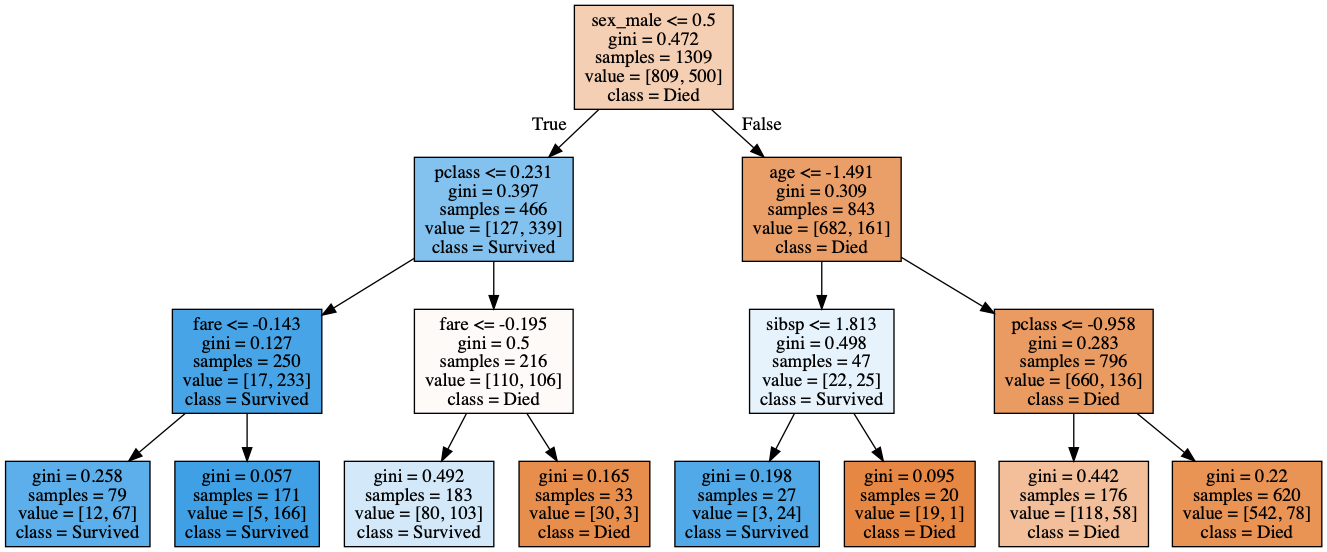 sex_male <= 0.5
gini = 0.472
samples = 1309
value = [809, 500]
class = Died
True
False
pclass <= 0.231
gini = 0.397
samples = 466
value = [127, 339]
class = Survived
age <= -1.491
gini = 0.309
samples = 843
value = [682, 161]
class = Died
fare <= -0.143
gini = 0.127
samples = 250
value = [17, 233]
class = Survived
fare <= -0.195
gini = 0.5
samples = 216
value = [110, 106]
class = Died
sibsp <= 1.813
gini = 0.498
samples = 47
value = [22, 25]
class = Survived
pclass <= -0.958
gini = 0.283
samples = 796
value = [660, 136]
class = Died
gini = 0.258
samples = 79
value = [12, 67]
class = Survived
gini = 0.057
samples = 171
value = [5, 166]
class = Survived
gini = 0.492
samples = 183
value = [80, 103]
class = Survived
gini = 0.165
samples = 33
value = [30, 3]
class = Died
gini = 0.198
samples = 27
value = [3, 24]
class = Survived
gini = 0.095
samples = 20
value = [19, 1]
class = Died
gini = 0.442
samples = 176
value = [118, 58]
class = Died
gini = 0.22
samples = 620
value = [542, 78]
class = Died